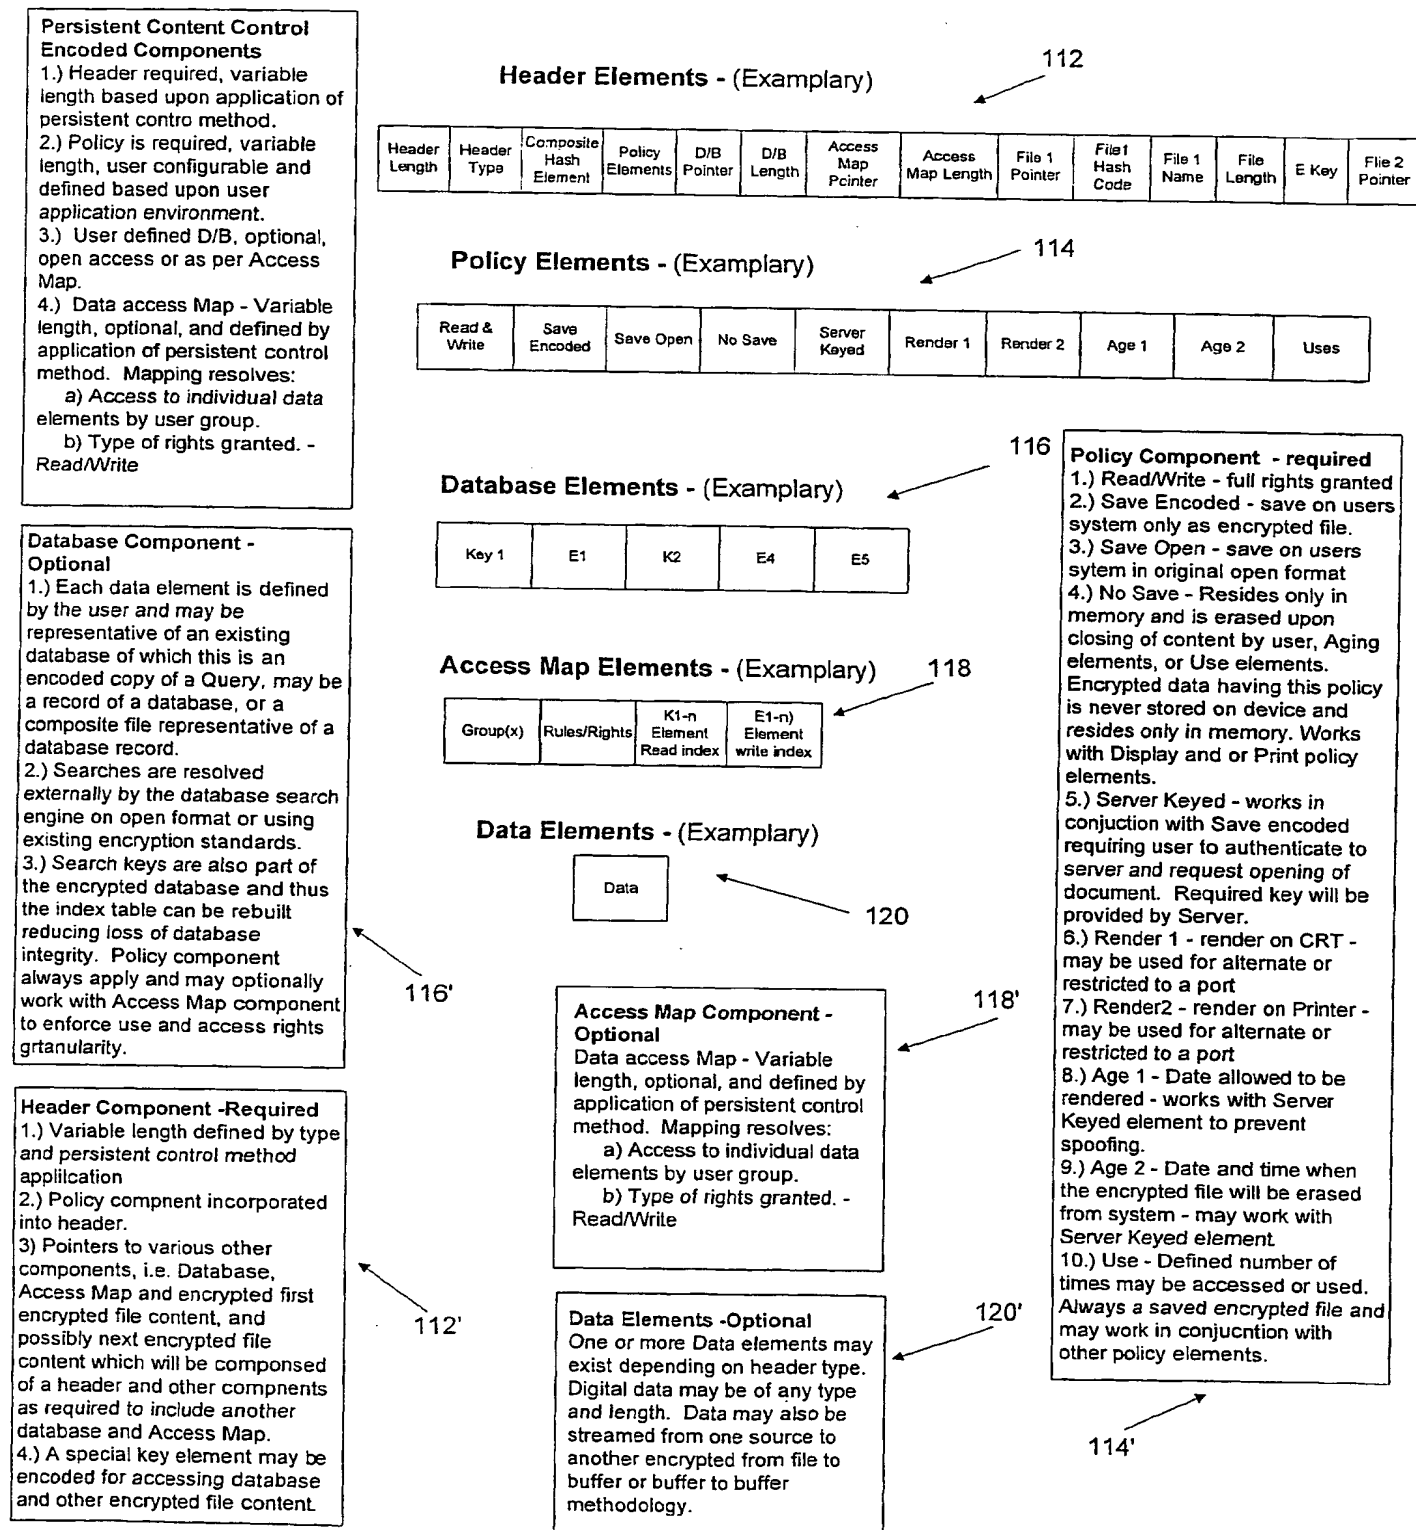 Persistent Content Control
Encoded Components
1.) Header required, variable
length based upon application of
persistent contro method.
2.) Policy is required, variable
length, user configurable and
defined based upon user
application environment.
3.) User defined D/B, optional,
open access or as per Access
Map.
4.) Data access Map - Variable
length, optional, and defined by
application of persistent control
method. Mapping resolves:
a) Access to individual data
elements by user group.
b) Type of rights granted. -
Read/Write
Header Elements - (Examplary)
112
Header
Length
Header
Type
Composite
Hash
Element
Policy
Elements
D/B
Pointer
D/B
Length
Access
Map
Pointer
Access
Map Length
File 1
Pointer
File1
Hash
Code
File 1
Name
File
Length
E Key
File 2
Pointer
Policy Elements - (Examplary)
114
Read &
Write
Save
Encoded
Save Open
No Save
Server
Keyed
Render 1
Render 2
Age 1
Age 2
Uses
Database Elements - (Examplary)
116
Key 1
E1
K2
E4
E5
Access Map Elements - (Examplary)
118
Group(x)
Rules/Rights
K1-n
Element
Read index
E1-n)
Element
write index
Data Elements - (Examplary)
Data
120
Database Component -
Optional
1.) Each data element is defined
by the user and may be
representative of an existing
database of which this is an
encoded copy of a Query, may be
a record of a database, or a
composite file representative of a
database record.
2.) Searches are resolved
externally by the database search
engine on open format or using
existing encryption standards.
3.) Search keys are also part of
the encrypted database and thus
the index table can be rebuilt
reducing loss of database
integrity. Policy component
always apply and may optionally
work with Access Map component
to enforce use and access rights
grtanularity.
116'
Header Component -Required
1.) Variable length defined by type
and persistent control method
applilcation
2.) Policy compnent incorporated
into header.
3) Pointers to various other
components, i.e. Database,
Access Map and encrypted first
encrypted file content, and
possibly next encrypted file
content which will be componsed
of a header and other compnents
as required to include another
database and Access Map.
4.) A special key element may be
encoded for accessing database
and other encrypted file content.
112'
Access Map Component -
Optional
Data access Map - Variable
length, optional, and defined by
application of persistent control
method. Mapping resolves:
a) Access to individual data
elements by user group.
b) Type of rights granted. -
Read/Write
118'
Data Elements -Optional
One or more Data elements may
exist depending on header type.
Digital data may be of any type
and length. Data may also be
streamed from one source to
another encrypted from file to
buffer or buffer to buffer
methodology.
120'
Policy Component - required
1.) Read/Write - full rights granted
2.) Save Encoded - save on users
system only as encrypted file.
3.) Save Open - save on users
sytem in original open format
4.) No Save - Resides only in
memory and is erased upon
closing of content by user, Aging
elements, or Use elements.
Encrypted data having this policy
is never stored on device and
resides only in memory. Works
with Display and or Print policy
elements.
5.) Server Keyed - works in
conjuction with Save encoded
requiring user to authenticate to
server and request opening of
document. Required key will be
provided by Server.
6.) Render 1 - render on CRT -
may be used for alternate or
restricted to a port
7.) Render2 - render on Printer -
may be used for alternate or
restricted to a port
8.) Age 1 - Date allowed to be
rendered - works with Server
Keyed element to prevent
spoofing.
9.) Age 2 - Date and time when
the encrypted file will be erased
from system - may work with
Server Keyed element
10.) Use - Defined number of
times may be accessed or used.
Always a saved encrypted file and
may work in conjucntion with
other policy elements.
114'